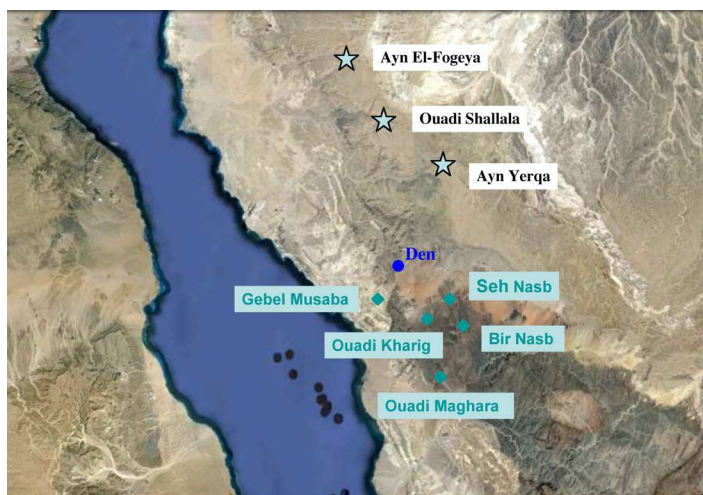 Ayn El-Fogeya
Ouadi Shallala
Ayn Yerqa
Den
Gebel Musaba
Seh Nasb
Ouadi Kharig
Bir Nasb
Ouadi Maghara